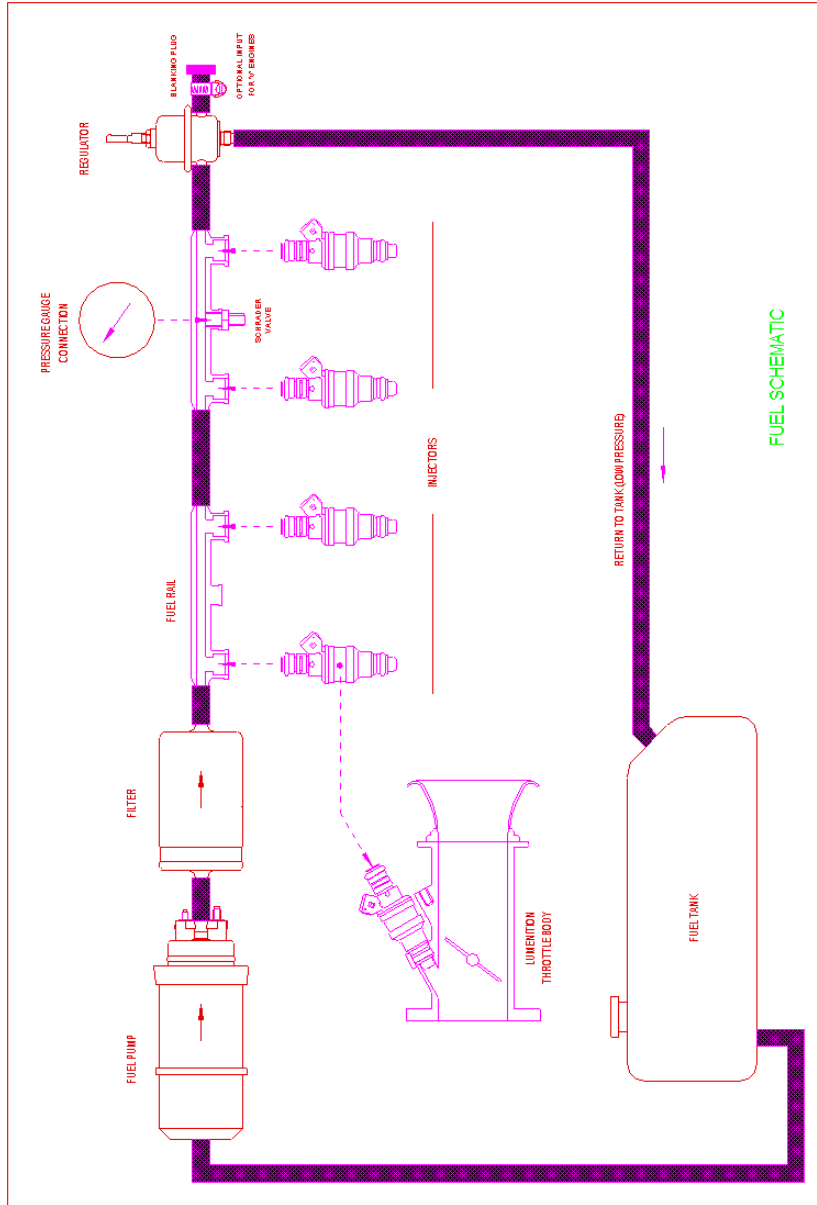 BLANKING PLUG
OPTIONAL INPUT
FOR 'V' ENGINES
REGULATOR
PRESSURE GAUGE
CONNECTION
SCHRADER
VALVE
FUEL RAIL
INJECTORS
FILTER
FUEL PUMP
LUMENITION
THROTTLE BODY
RETURN TO TANK (LOW PRESSURE)
FUEL TANK
FUEL SCHEMATIC